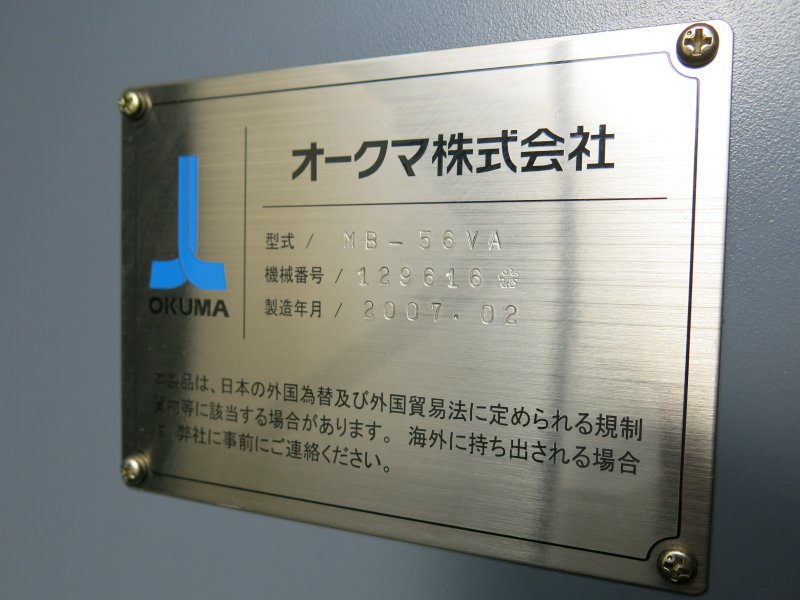 オークマ株式会社
OKUMA
型式 / MB-56VA
機械番号 / 129616
製造年月 / 2007.02
本製品は、日本の外国為替及び外国貿易法に定められる規制
貨物等に該当する場合があります。 海外に持ち出される場合
は、弊社に事前にご連絡ください。